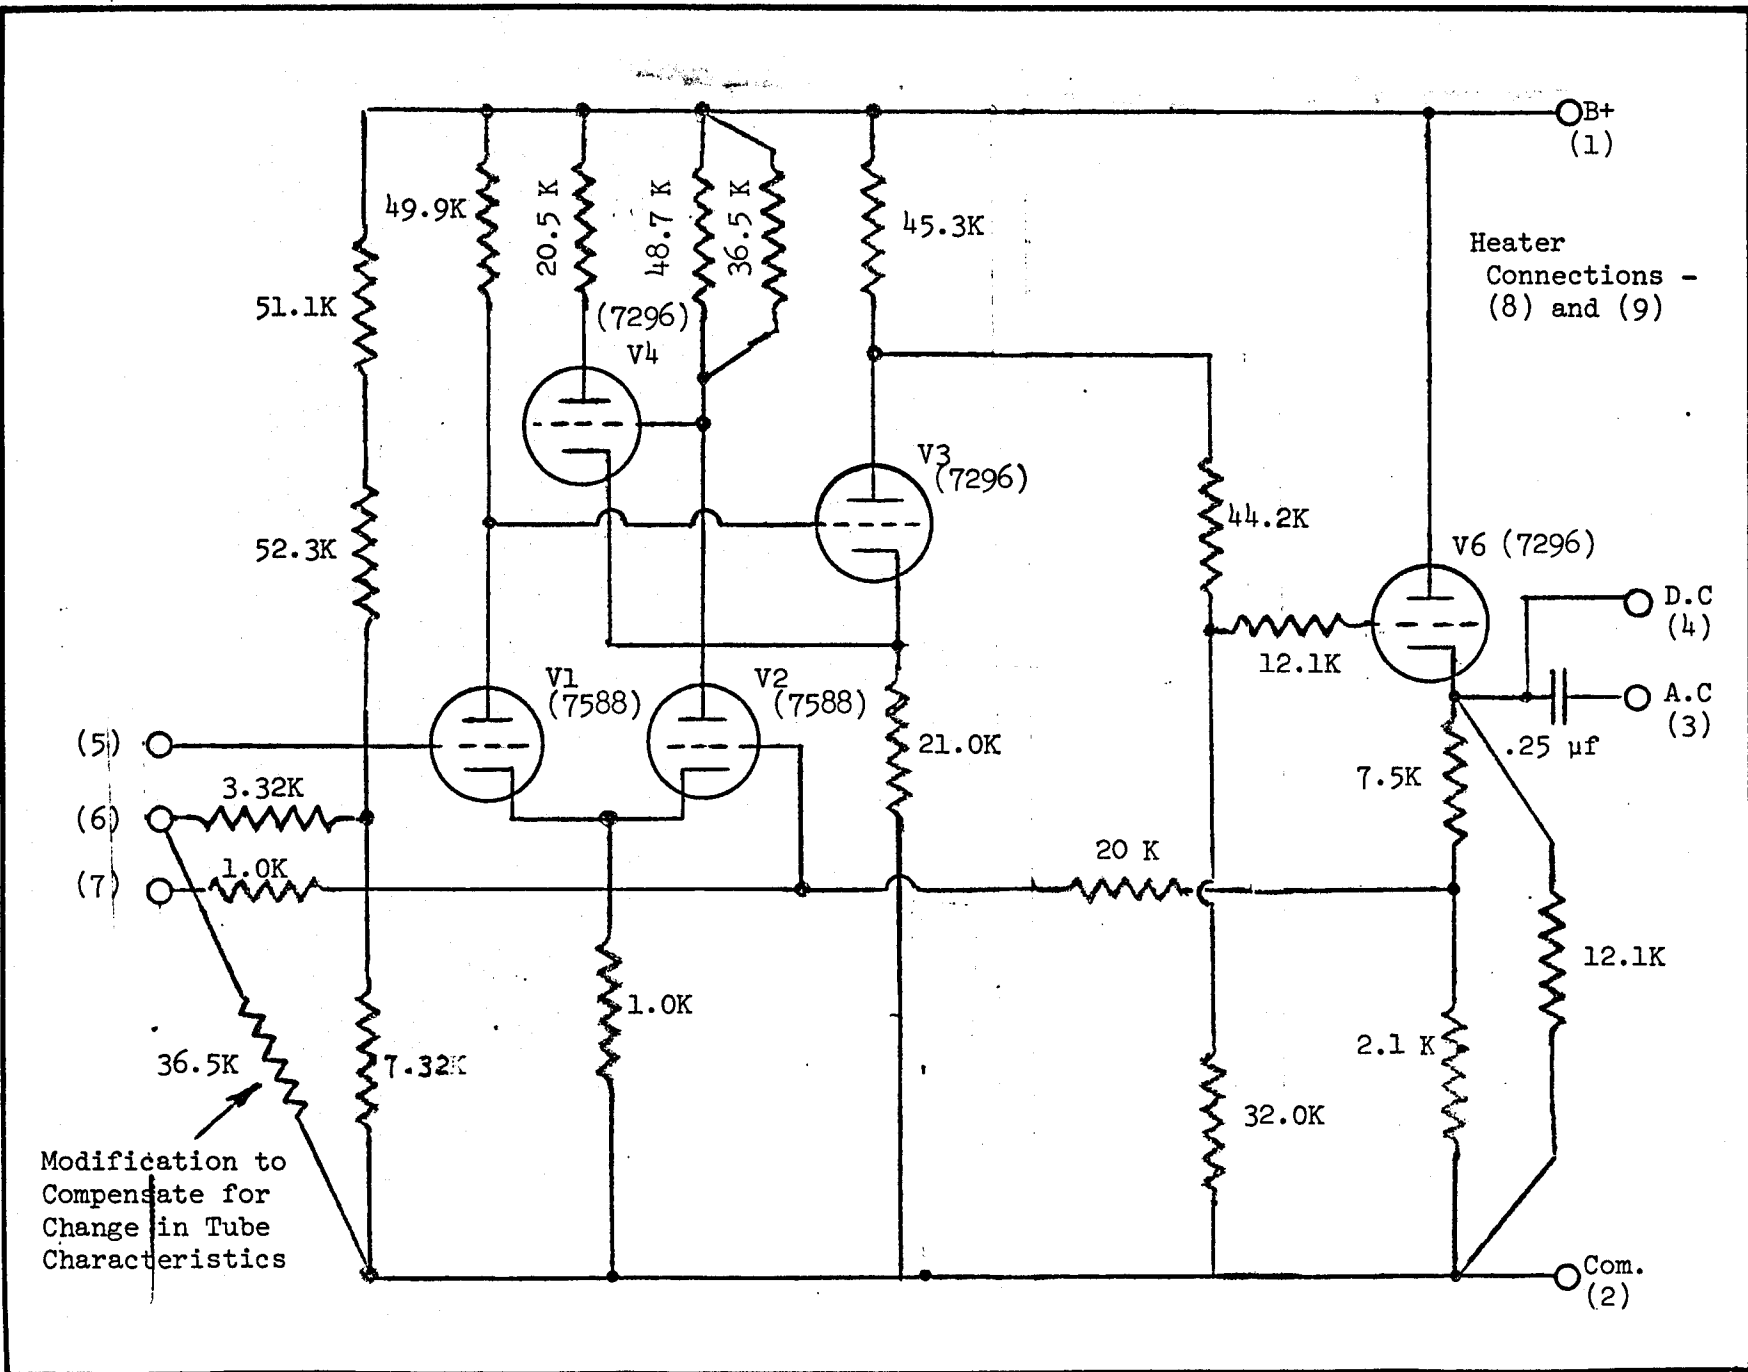 B+
(1)
Heater
Connections -
(8) and (9)
49.9K
20.5 K
48.7 K
36.5 K
45.3K
51.1K
(7296)
V4
V3
(7296)
44.2K
52.3K
V6 (7296)
D.C
(4)
12.1K
V1
(7588)
V2
(7588)
A.C
(3)
(5)
21.0K
.25 µf
3.32K
7.5K
(6)
20 K
1.0K
(7)
12.1K
1.0K
2.1 K
36.5K
7.32K
32.0K
Modification to
Compensate for
Change in Tube
Characteristics
Com.
(2)